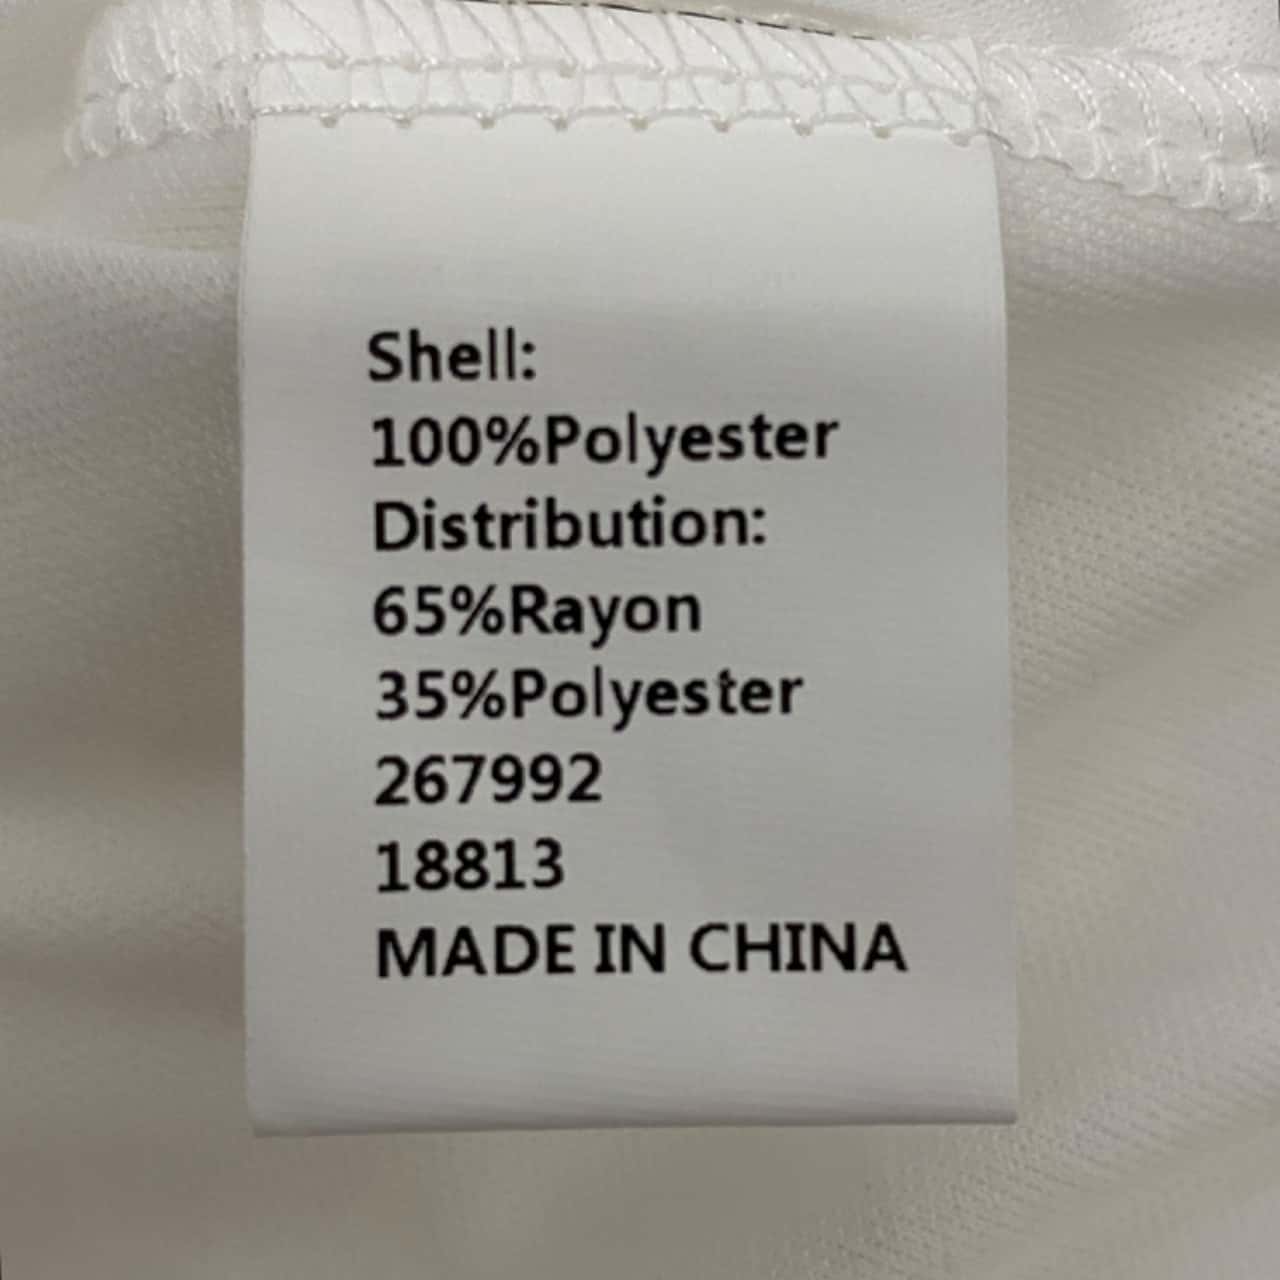 Shell:
100%Polyester
Distribution:
65%Rayon
35%Polyester
267992
18813
MADE IN CHINA